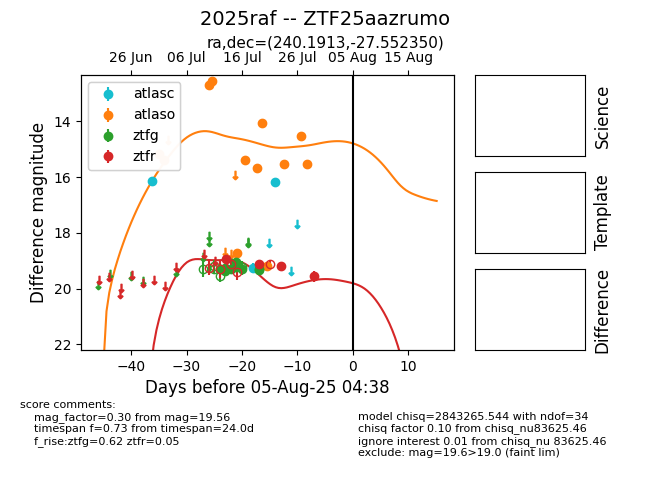 2025raf -- ZTF25aazrumo
ra,dec=(240.1913,-27.552350)
26 Jun 06 Jul 16 Jul 26 Jul 05 Aug 15 Aug
atlasc
atlaso
ztfg
ztfr
14
16
18
20
22
Difference magnitude
−40 −30 −20 −10 0 10
Days before 05-Aug-25 04:38
Science
Template
Difference
score comments:
mag_factor=0.30 from mag=19.56
timespan f=0.73 from timespan=24.0d
f_rise:ztfg=0.62 ztfr=0.05
model chisq=2843265.544 with ndof=34
chisq factor 0.10 from chisq_nu83625.46
ignore interest 0.01 from chisq_nu 83625.46
exclude: mag=19.6>19.0 (faint lim)